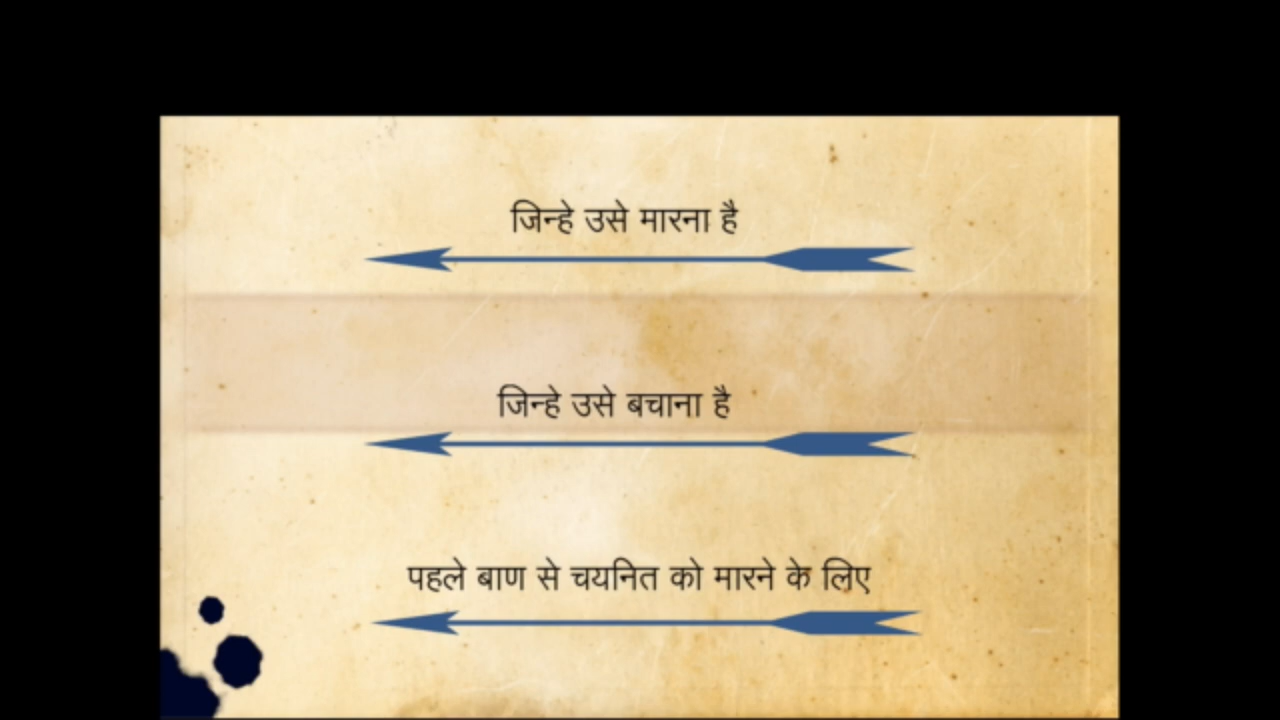 जिन्हे उसे मारना है
जिन्हे उसे बचाना है
पहले बाण से चयनित को मारने के लिए